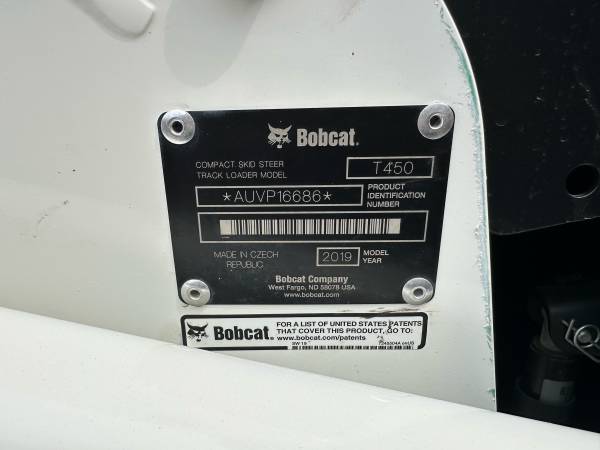 Bobcat.
COMPACT SKID STEER
TRACK LOADER MODEL
T450
*AUVP16686*
PRODUCT
IDENTIFICATION
NUMBER
MADE IN CZECH
REPUBLIC
2019
MODEL
YEAR
Bobcat Company
West Fargo, ND 58078 USA
www.bobcat.com
Bobcat.
FOR A LIST OF UNITED STATES PATENTS
THAT COVER THIS PRODUCT, GO TO:
www.bobcat.com/patents